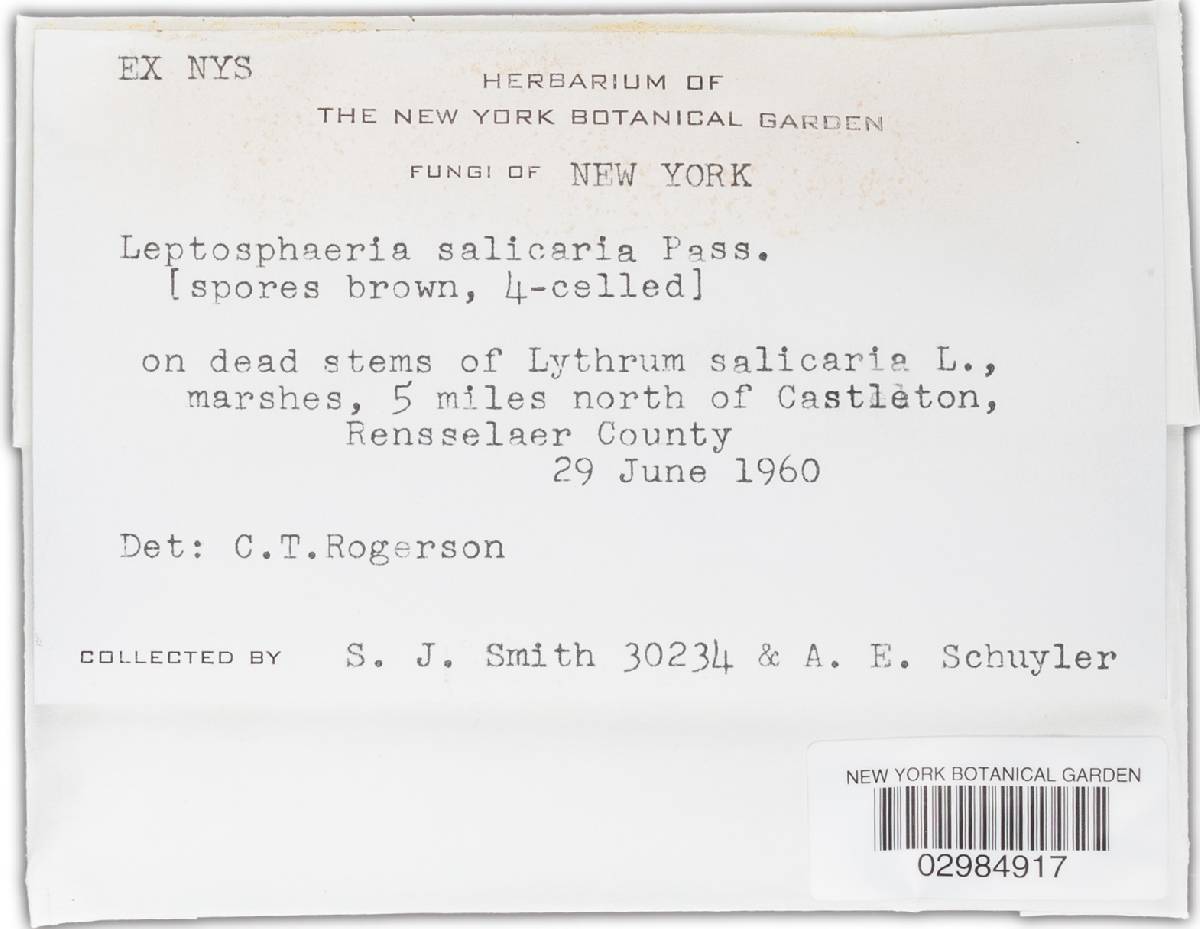 EX NYS
HERBARIUM OF
THE NEW YORK BOTANICAL GARDEN
FUNGI OF NEW YORK
Leptosphaeria salicaria Pass.
[spores brown, 4-celled]
on dead stems of Lythrum salicaria L.,
marshes, 5 miles north of Castleton,
Rensselaer County
29 June 1960
Det: C.T.Rogerson
COLLECTED BY S. J. Smith 30234 & A. E. Schuyler
NEW YORK BOTANICAL GARDEN
02984917